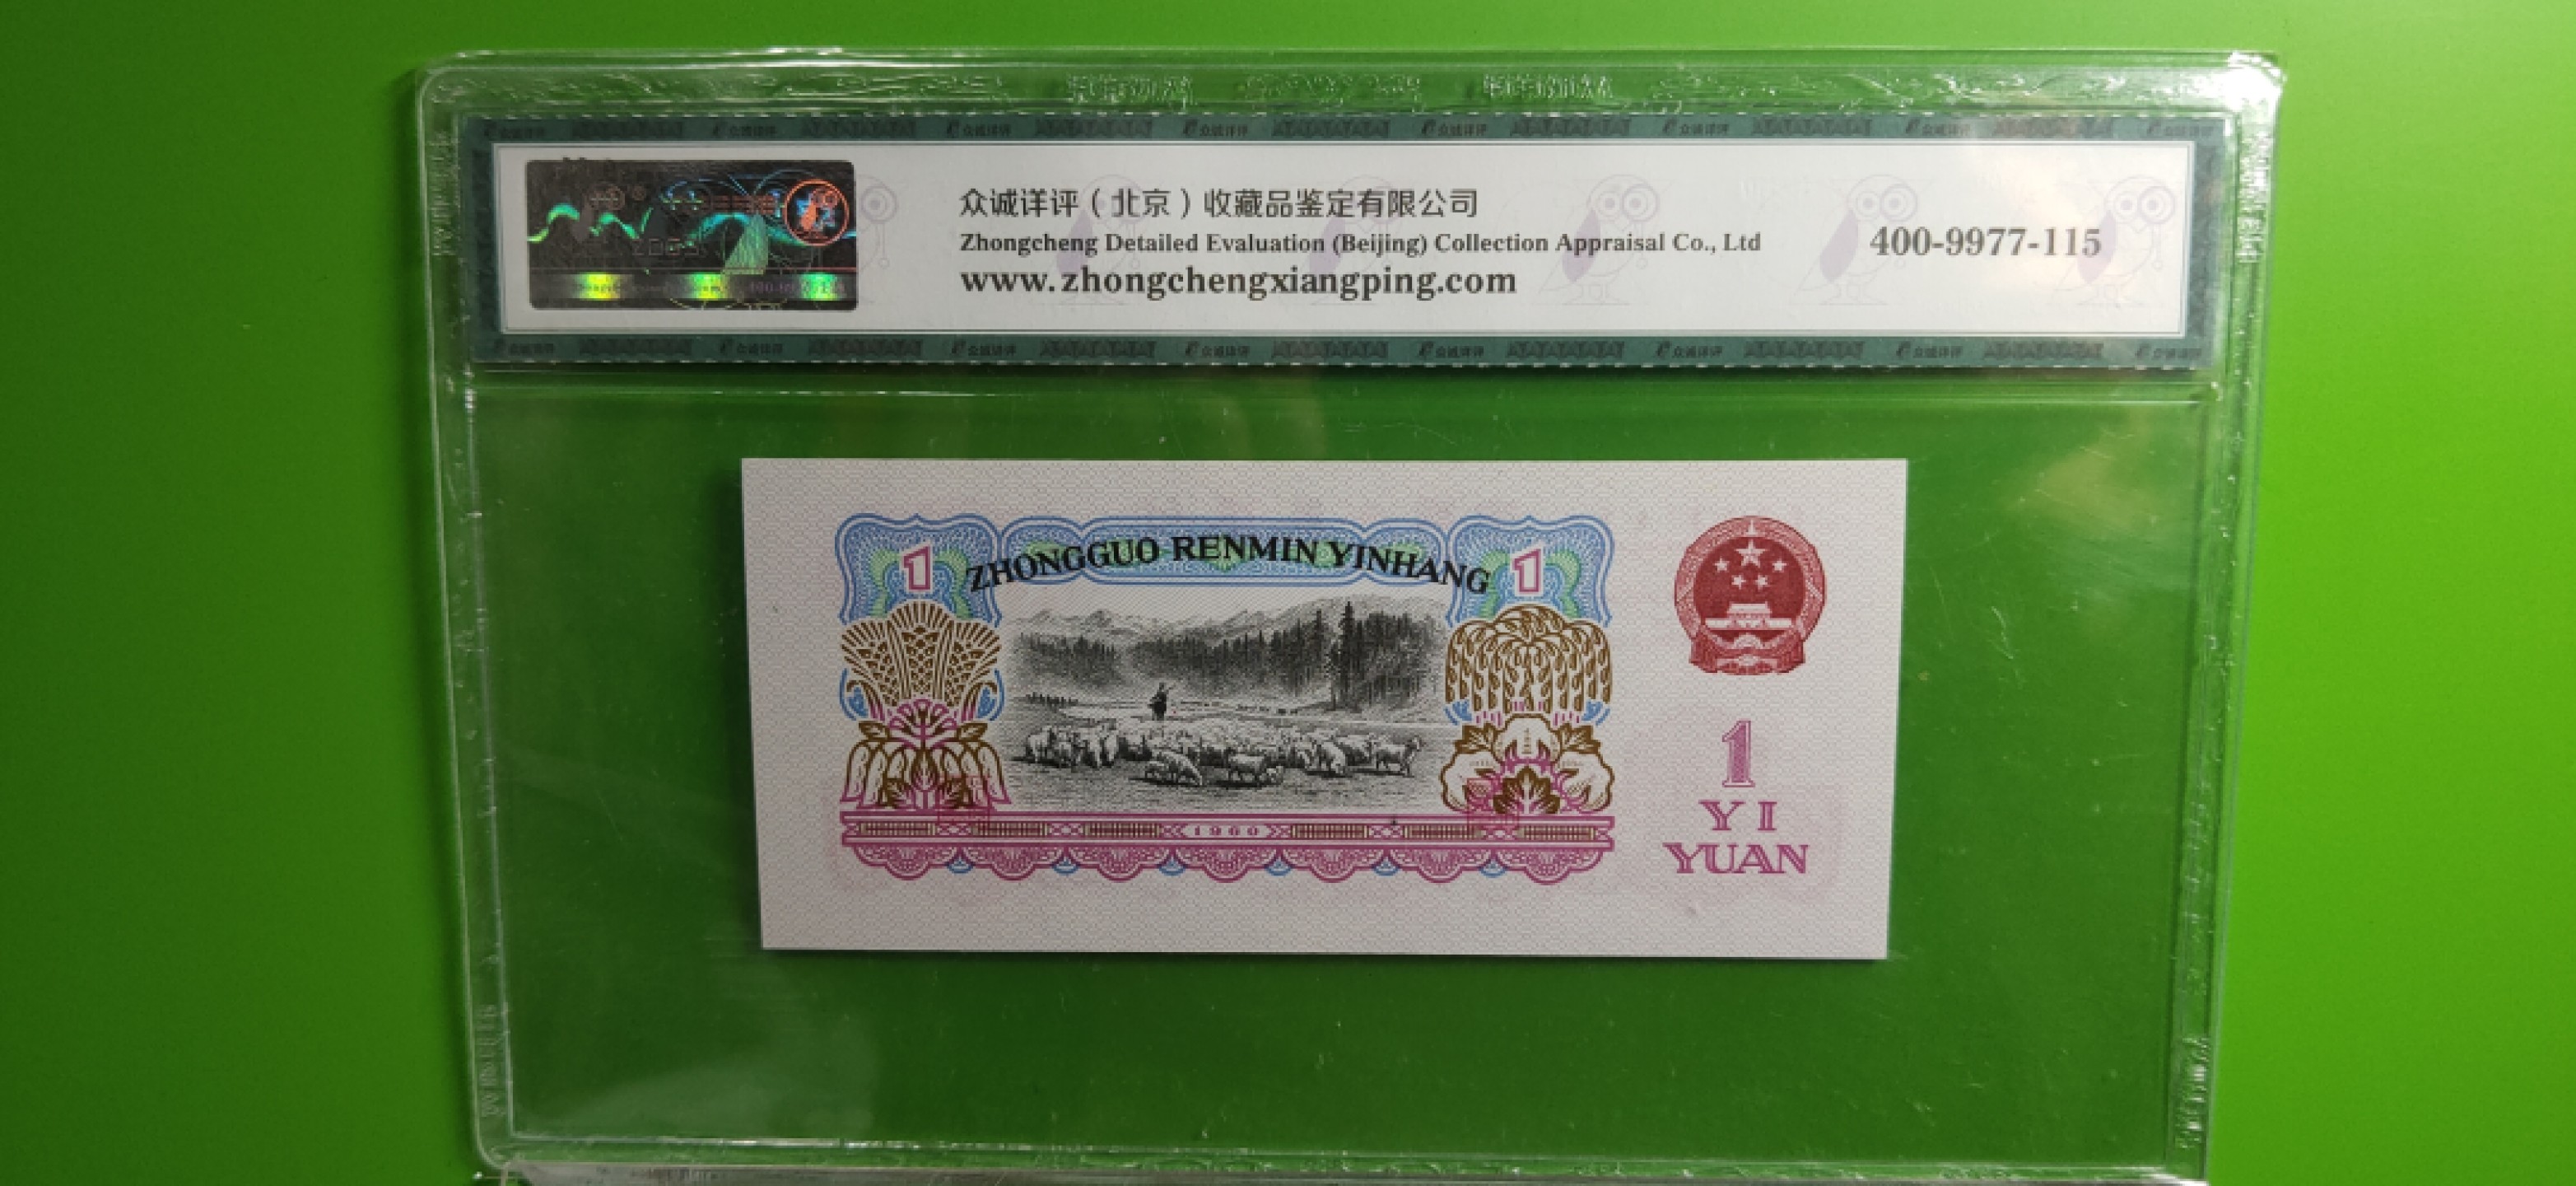 众诚详评（北京）收藏品鉴定有限公司
Zhongcheng Detailed Evaluation (Beijing) Collection Appraisal Co., Ltd
www.zhongchengxiangping.com
400-9977-115
ZHONGGUO RENMIN YINHANG
1
1
1960
1
YI
YUAN